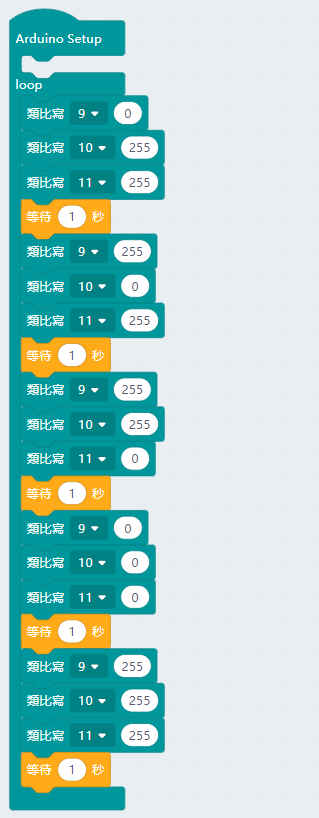 Arduino Setup
loop
類比寫 9 0
類比寫 10 255
類比寫 11 255
等待 1 秒
類比寫 9 255
類比寫 10 0
類比寫 11 255
等待 1 秒
類比寫 9 255
類比寫 10 255
類比寫 11 0
等待 1 秒
類比寫 9 0
類比寫 10 0
類比寫 11 0
等待 1 秒
類比寫 9 255
類比寫 10 255
類比寫 11 255
等待 1 秒